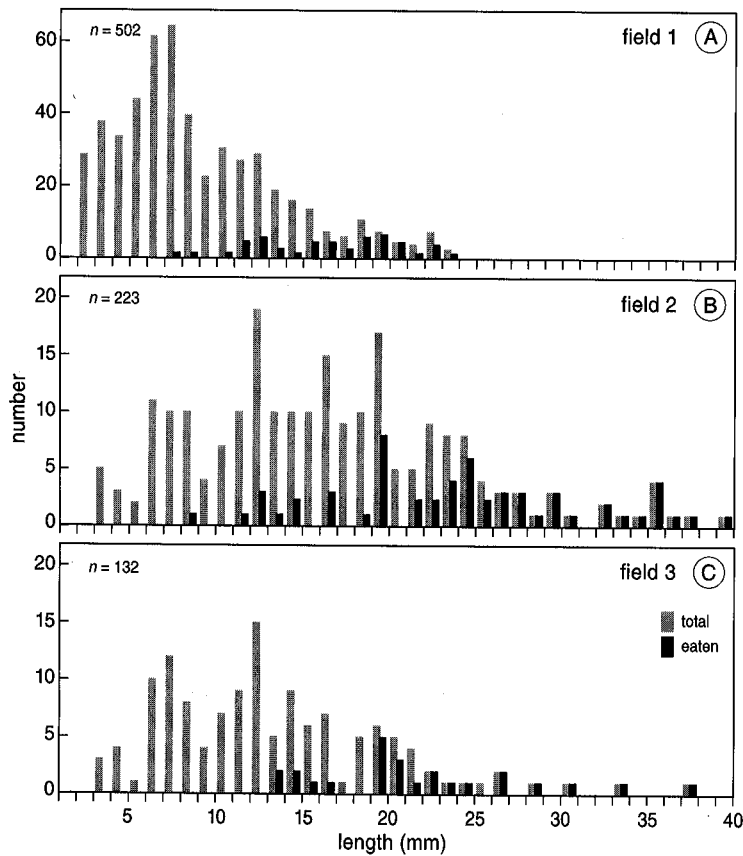 n = 502
field 1
A
60
40
20
0
n = 223
field 2
B
20
15
10
5
0
number
n = 132
field 3
C
20
15
10
5
0
total
eaten
5 10 15 20 25 30 35 40
length (mm)